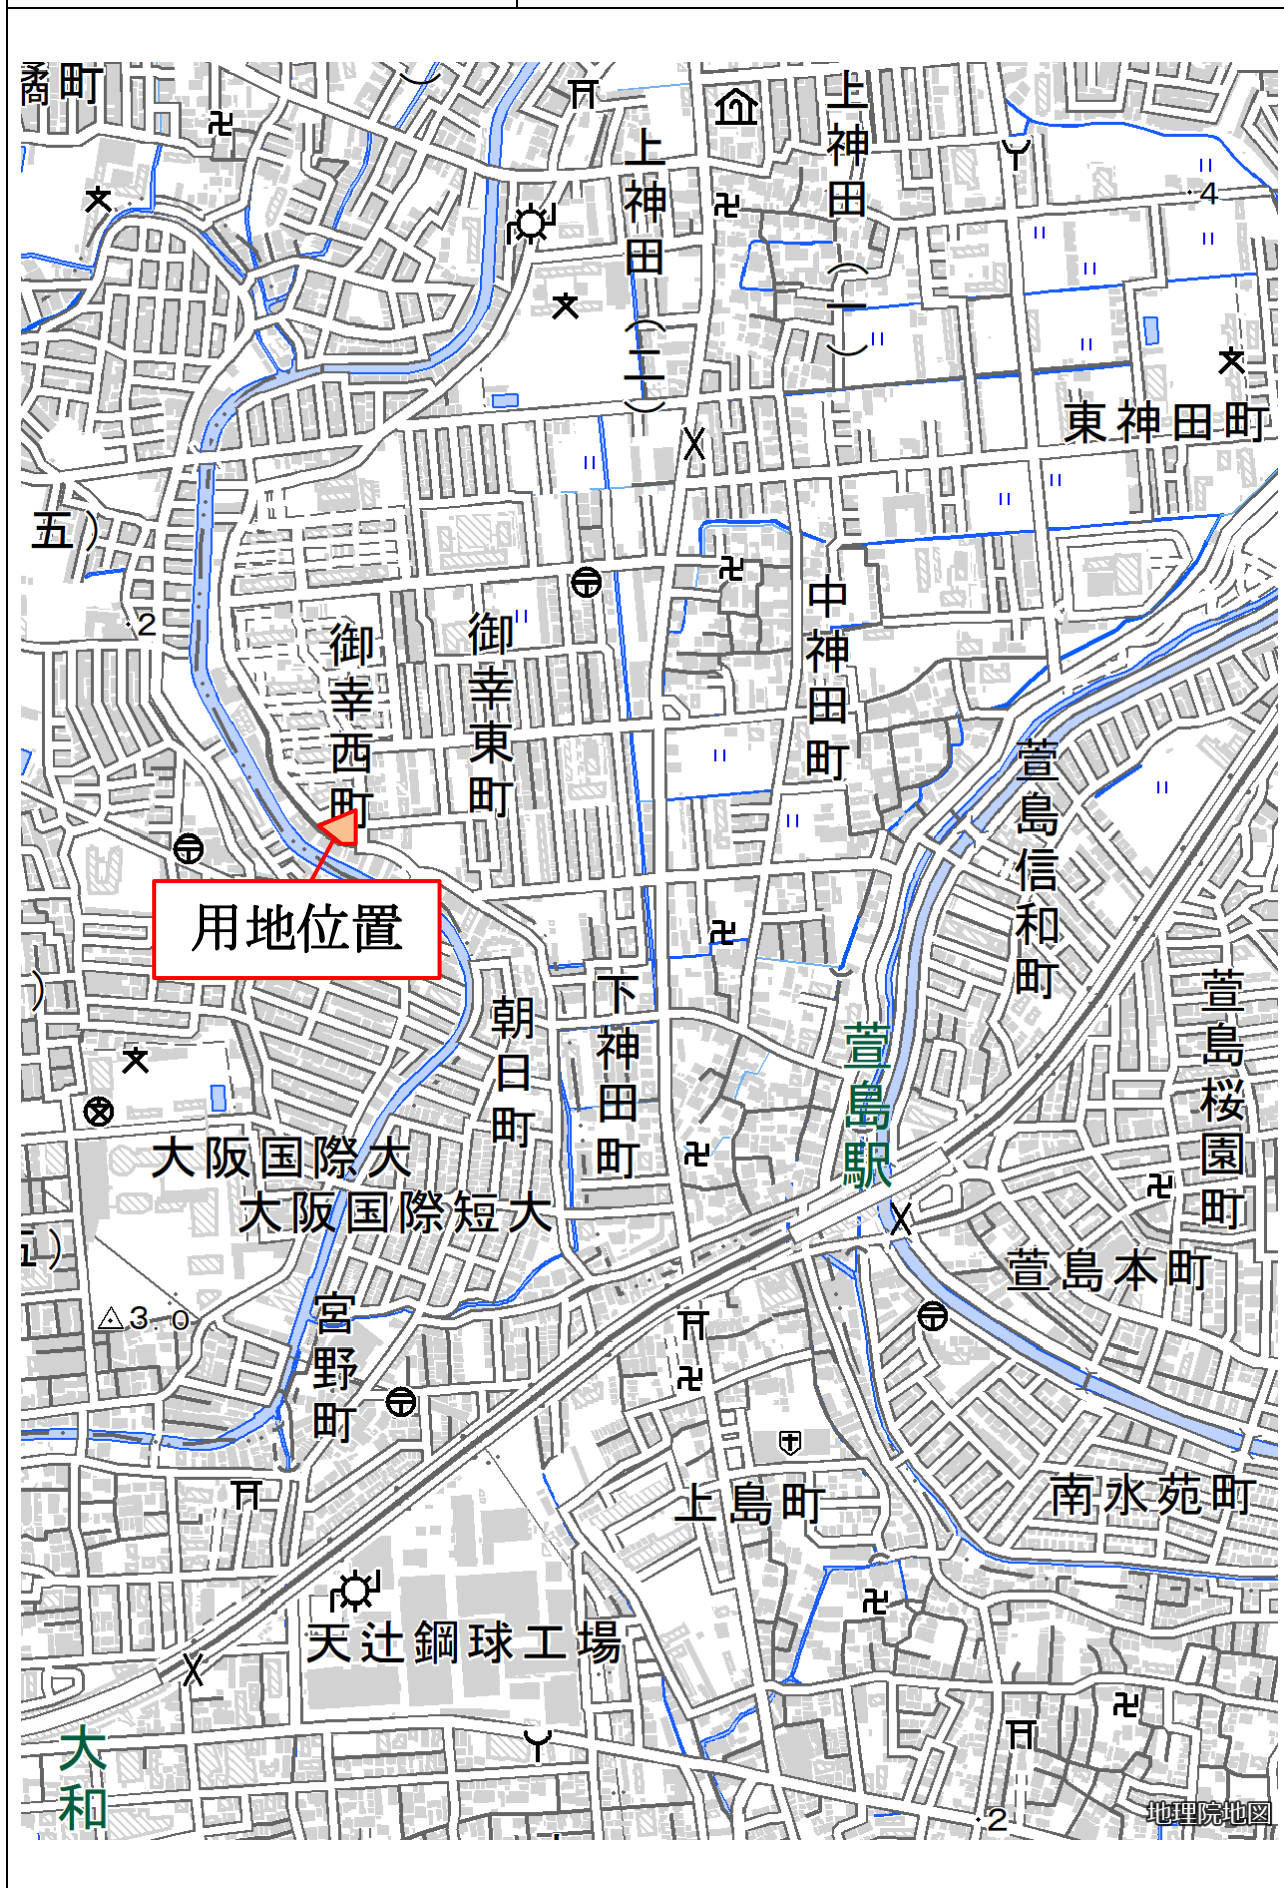 橘町
上神田(二)
上神田(一)
4
東神田町
五)
2
御幸西町
御幸東町
中神田町
萱島信和町
用地位置
)
朝日町
下神田町
萱島駅
萱島桜園町
大阪国際大
大阪国際短大
五)
萱島本町
3.0
宮野町
上島町
南水苑町
天辻鋼球工場
大和
2
地理院地図